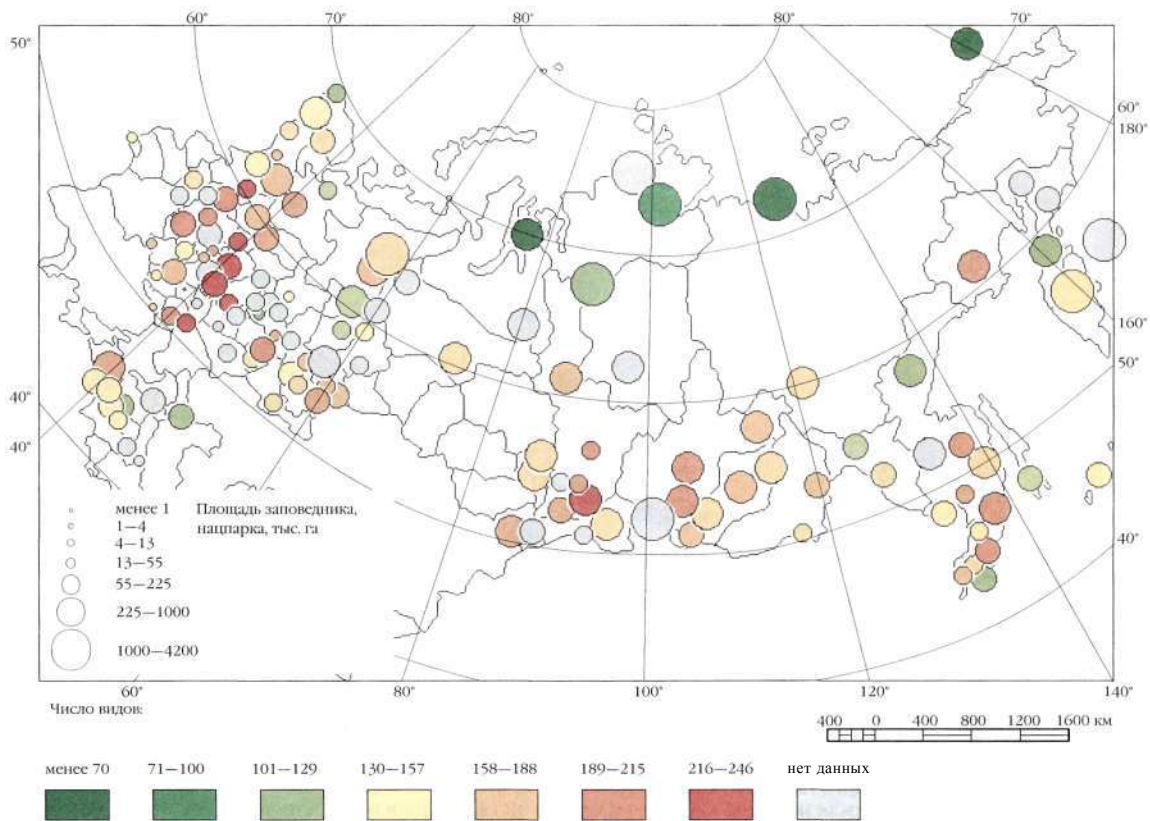 60° 70° 80° 80° 70°
50°
60°
180°
160°
50°
40°
40°
40°
менее 1 Площадь заповедника,
1—4 нацпарка, тыс. га
4—13
13—55
55—225
225—1000
1000—4200
60° 80° 100° 120° 140°
Число видов:
400 0 400 800 1200 1600 км
менее 70 71—100 101—129 130—157 158—188 189—215 216—246 нет данных